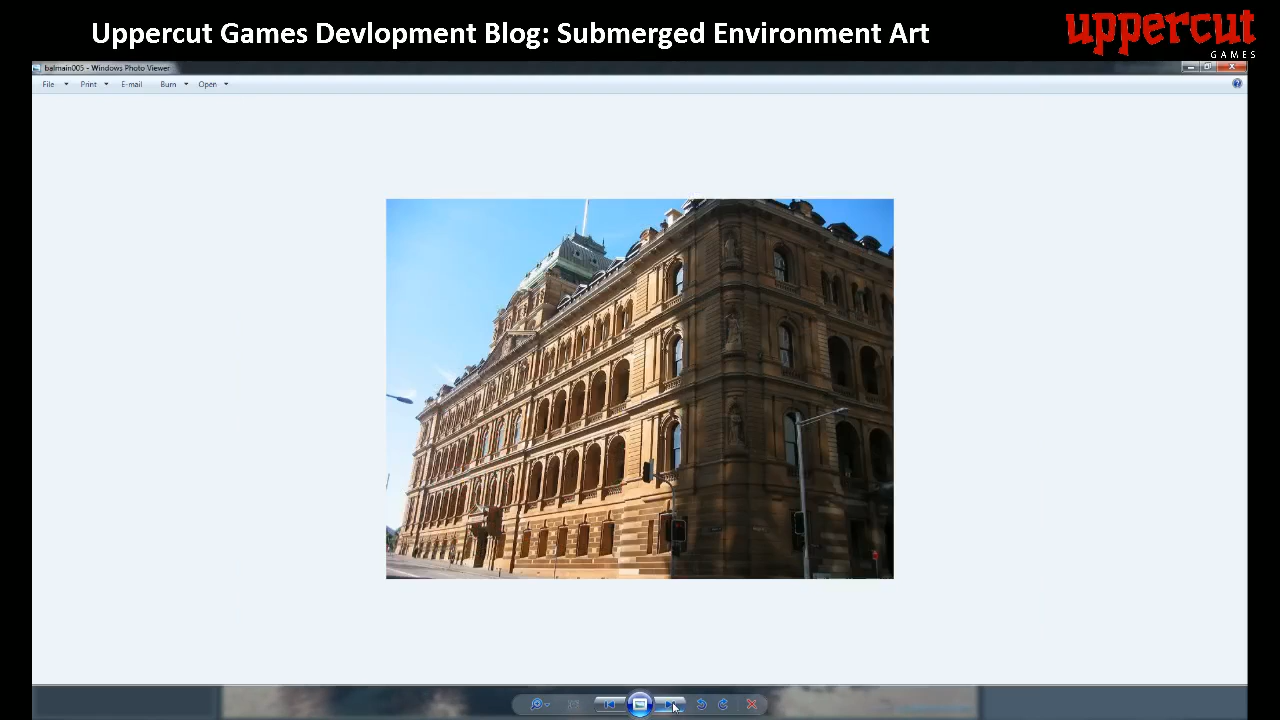 Uppercut Games Devlopment Blog: Submerged Environment Art
uppercut
GAMES
balmain005 - Windows Photo Viewer
File Print E-mail Burn Open